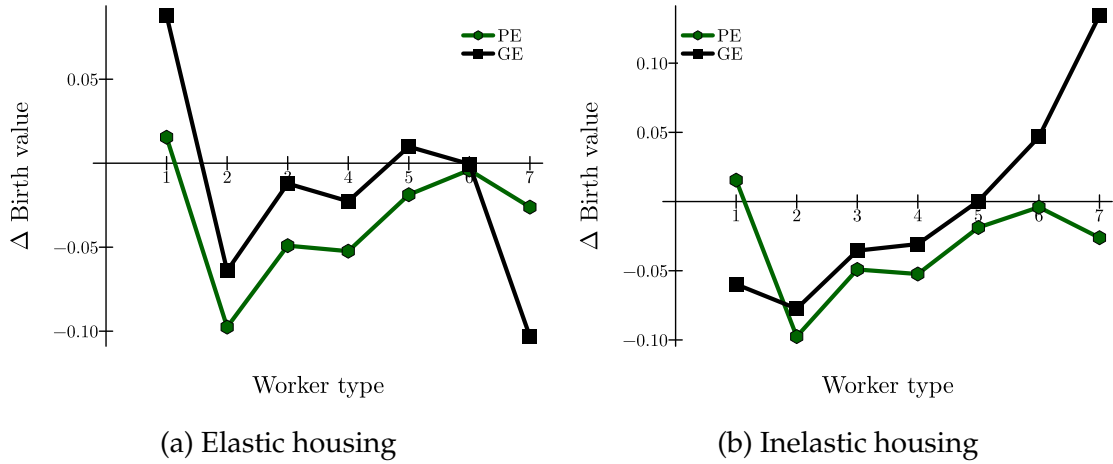 PE
GE
0.05
−0.05
−0.10
1 2 3 4 5 6 7
Δ Birth value
Worker type
(a) Elastic housing
PE
GE
0.10
0.05
−0.05
−0.10
1 2 3 4 5 6 7
Δ Birth value
Worker type
(b) Inelastic housing